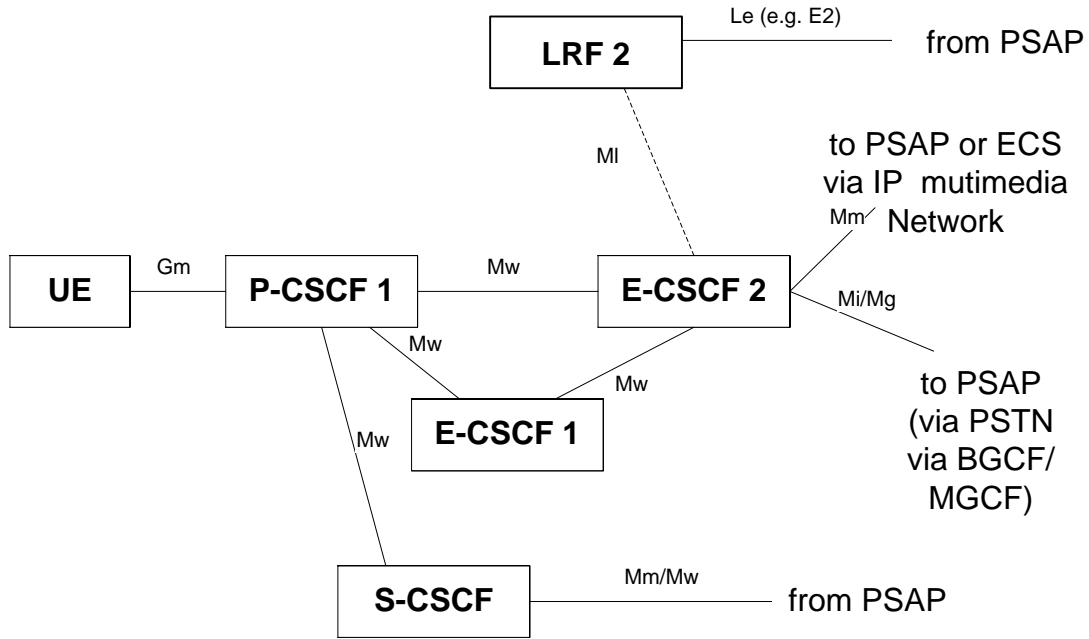 Le (e.g. E2)
LRF 2
from PSAP
Ml
to PSAP or ECS
via IP mutimedia
Mm
Network
Gm
Mw
UE
P-CSCF 1
E-CSCF 2
Mi/Mg
Mw
Mw
to PSAP
(via PSTN
via BGCF/
MGCF)
E-CSCF 1
Mw
Mm/Mw
S-CSCF
from PSAP